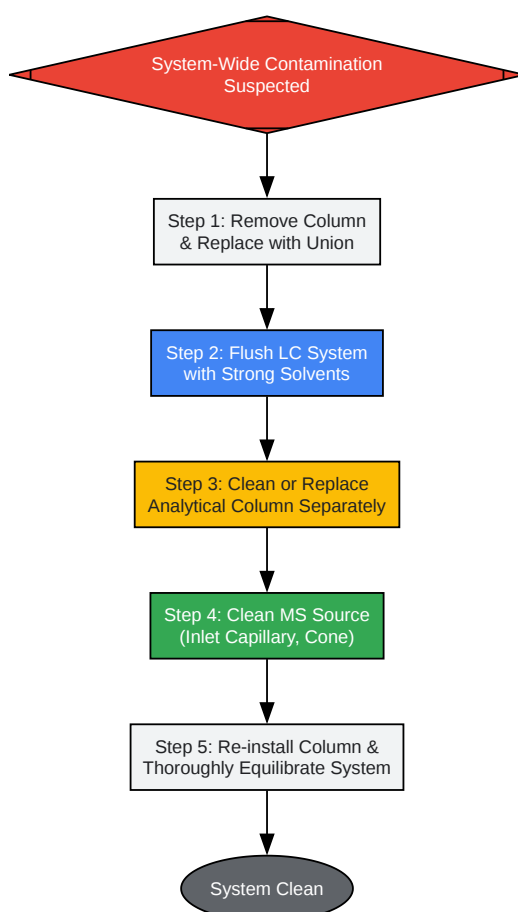 System-Wide Contamination
Suspected
Step 1: Remove Column
& Replace with Union
Step 2: Flush LC System
with Strong Solvents
Step 3: Clean or Replace
Analytical Column Separately
Step 4: Clean MS Source
(Inlet Capillary, Cone)
Step 5: Re-install Column &
Thoroughly Equilibrate System
System Clean